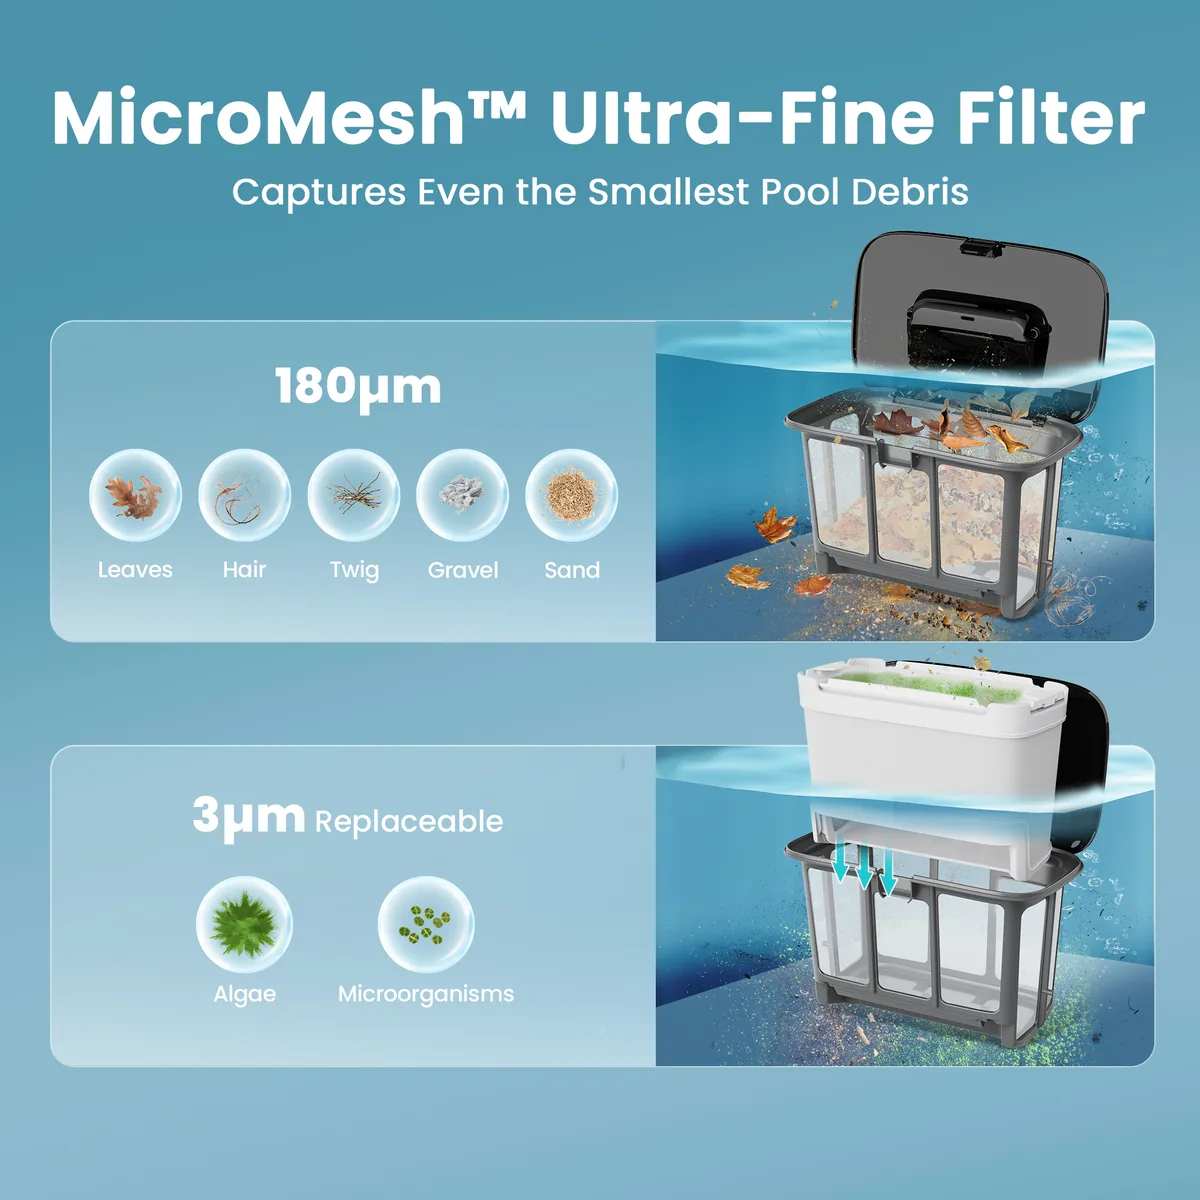 MicroMesh™ Ultra-Fine Filter
Captures Even the Smallest Pool Debris
180μm
Leaves
Hair
Twig
Gravel
Sand
3μm Replaceable
Algae
Microorganisms